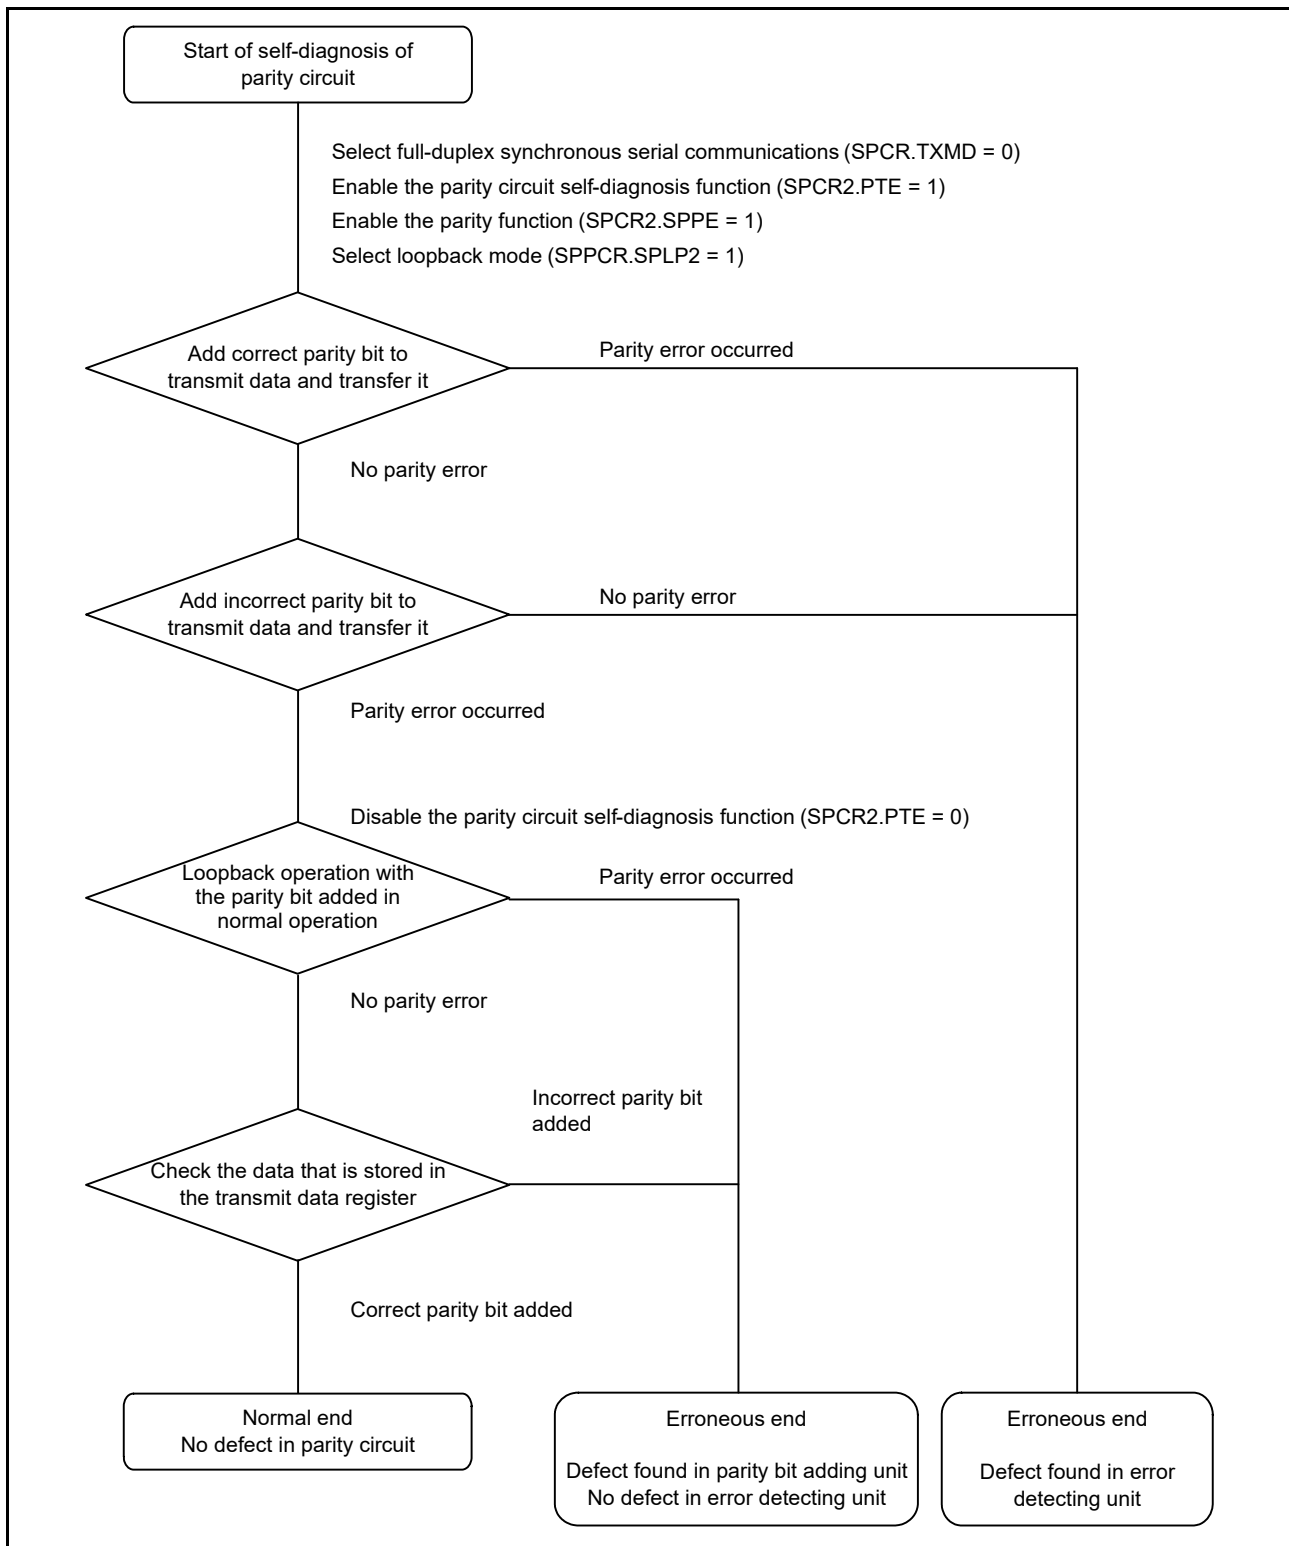 Start of self-diagnosis of
parity circuit
Select full-duplex synchronous serial communications (SPCR.TXMD = 0)
Enable the parity circuit self-diagnosis function (SPCR2.PTE = 1)
Enable the parity function (SPCR2.SPPE = 1)
Select loopback mode (SPPCR.SPLP2 = 1)
Add correct parity bit to
transmit data and transfer it
Parity error occurred
No parity error
Add incorrect parity bit to
transmit data and transfer it
No parity error
Parity error occurred
Disable the parity circuit self-diagnosis function (SPCR2.PTE = 0)
Loopback operation with
the parity bit added in
normal operation
Parity error occurred
No parity error
Incorrect parity bit
added
Check the data that is stored in
the transmit data register
Correct parity bit added
Normal end
No defect in parity circuit
Erroneous end
Defect found in parity bit adding unit
No defect in error detecting unit
Erroneous end
Defect found in error
detecting unit